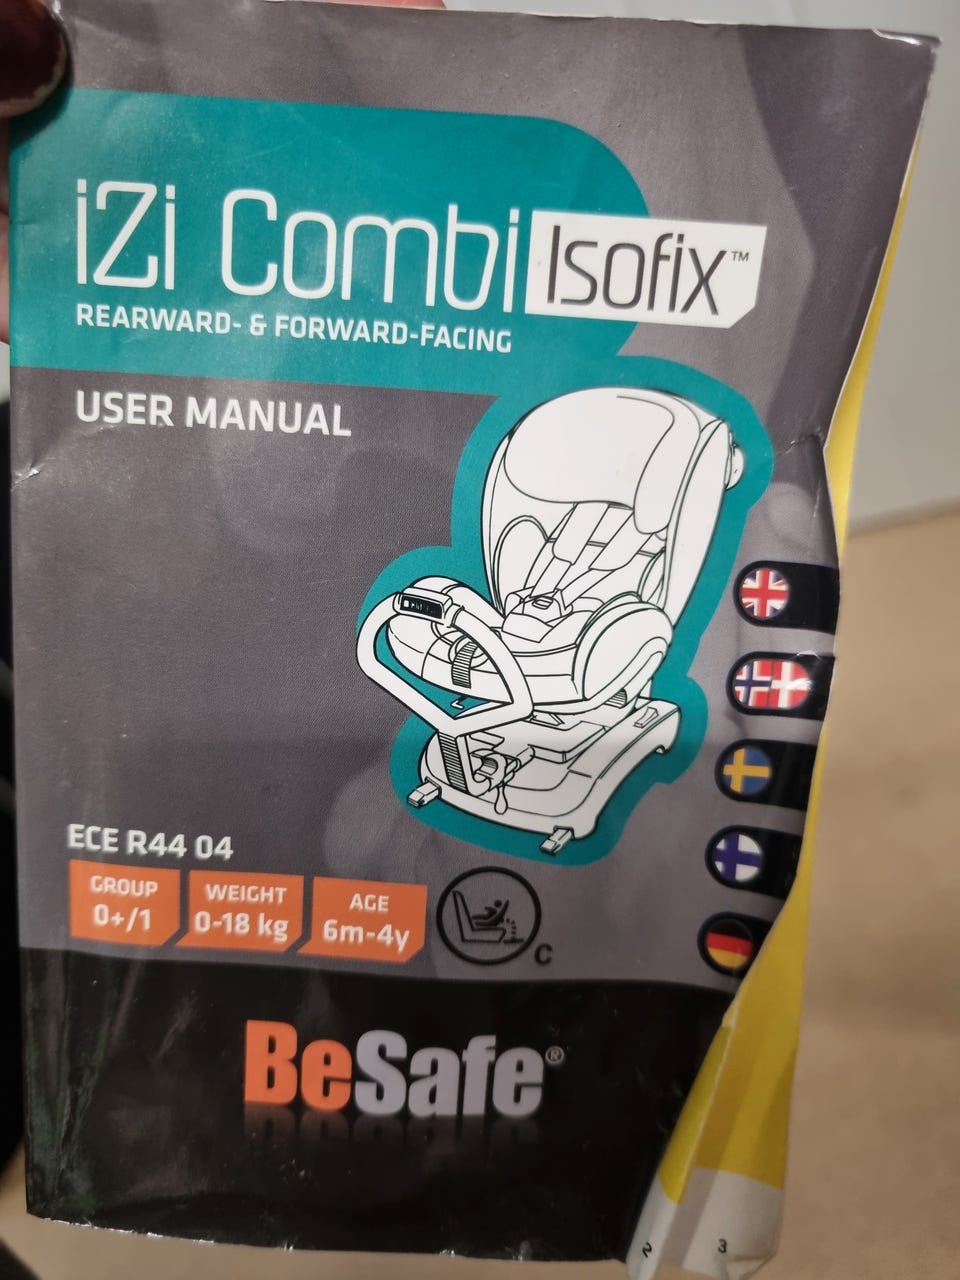 iZi Combi Isofix™
REARWARD- & FORWARD-FACING
USER MANUAL
ECE R44 04
GROUP
0+/1
WEIGHT
0-18 kg
AGE
6m-4y
C
BeSafe®
2
3